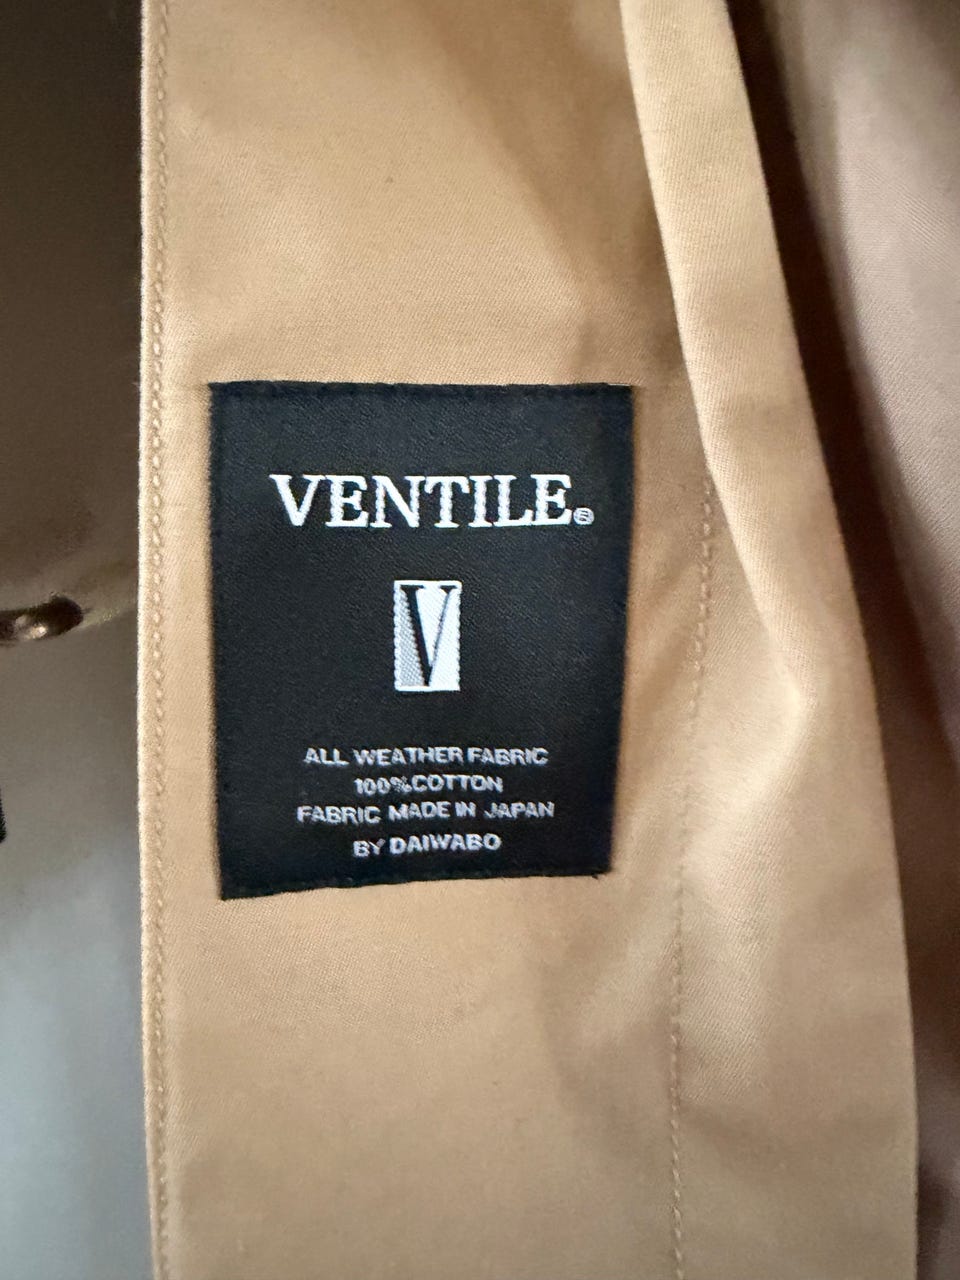 VENTILE®
V
ALL WEATHER FABRIC
100%COTTON
FABRIC MADE IN JAPAN
BY DAIWABO